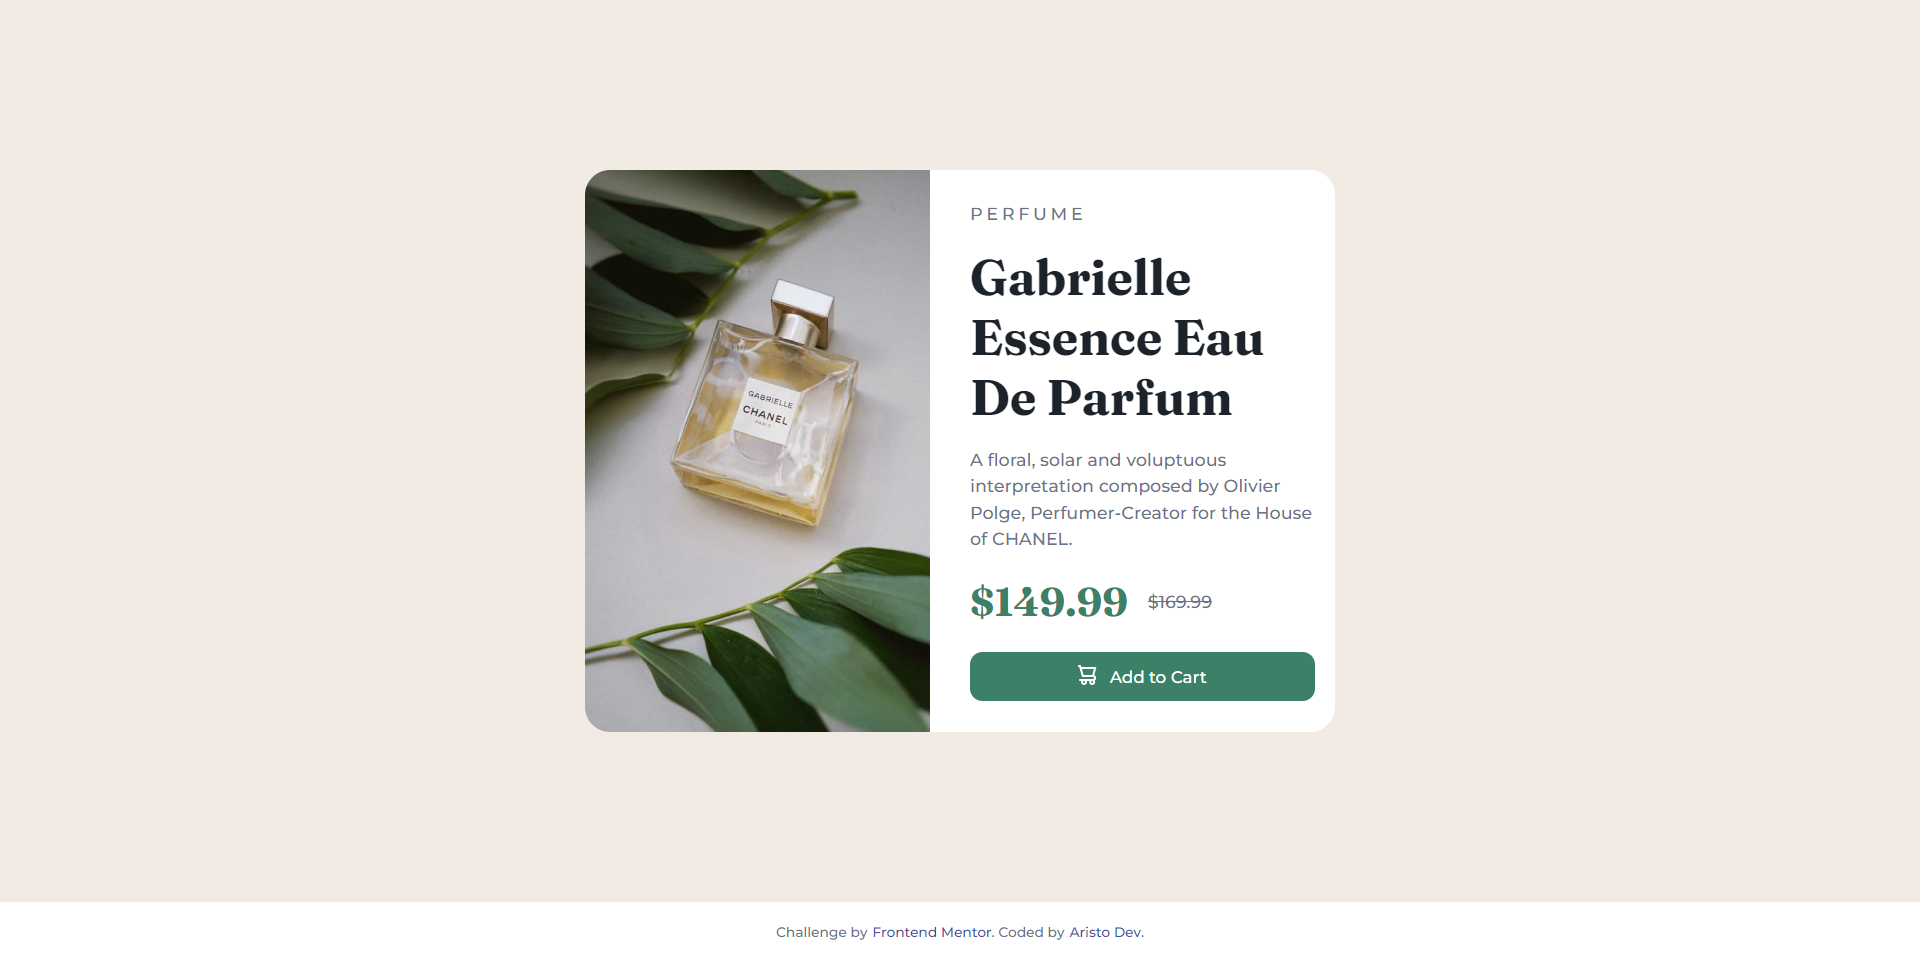 GABRIELLE
CHANEL
PARIS
PERFUME
Gabrielle
Essence Eau
De Parfum
A floral, solar and voluptuous
interpretation composed by Olivier
Polge, Perfumer-Creator for the House
of CHANEL.
$149.99 $169.99
Add to Cart
Challenge by Frontend Mentor. Coded by Aristo Dev.